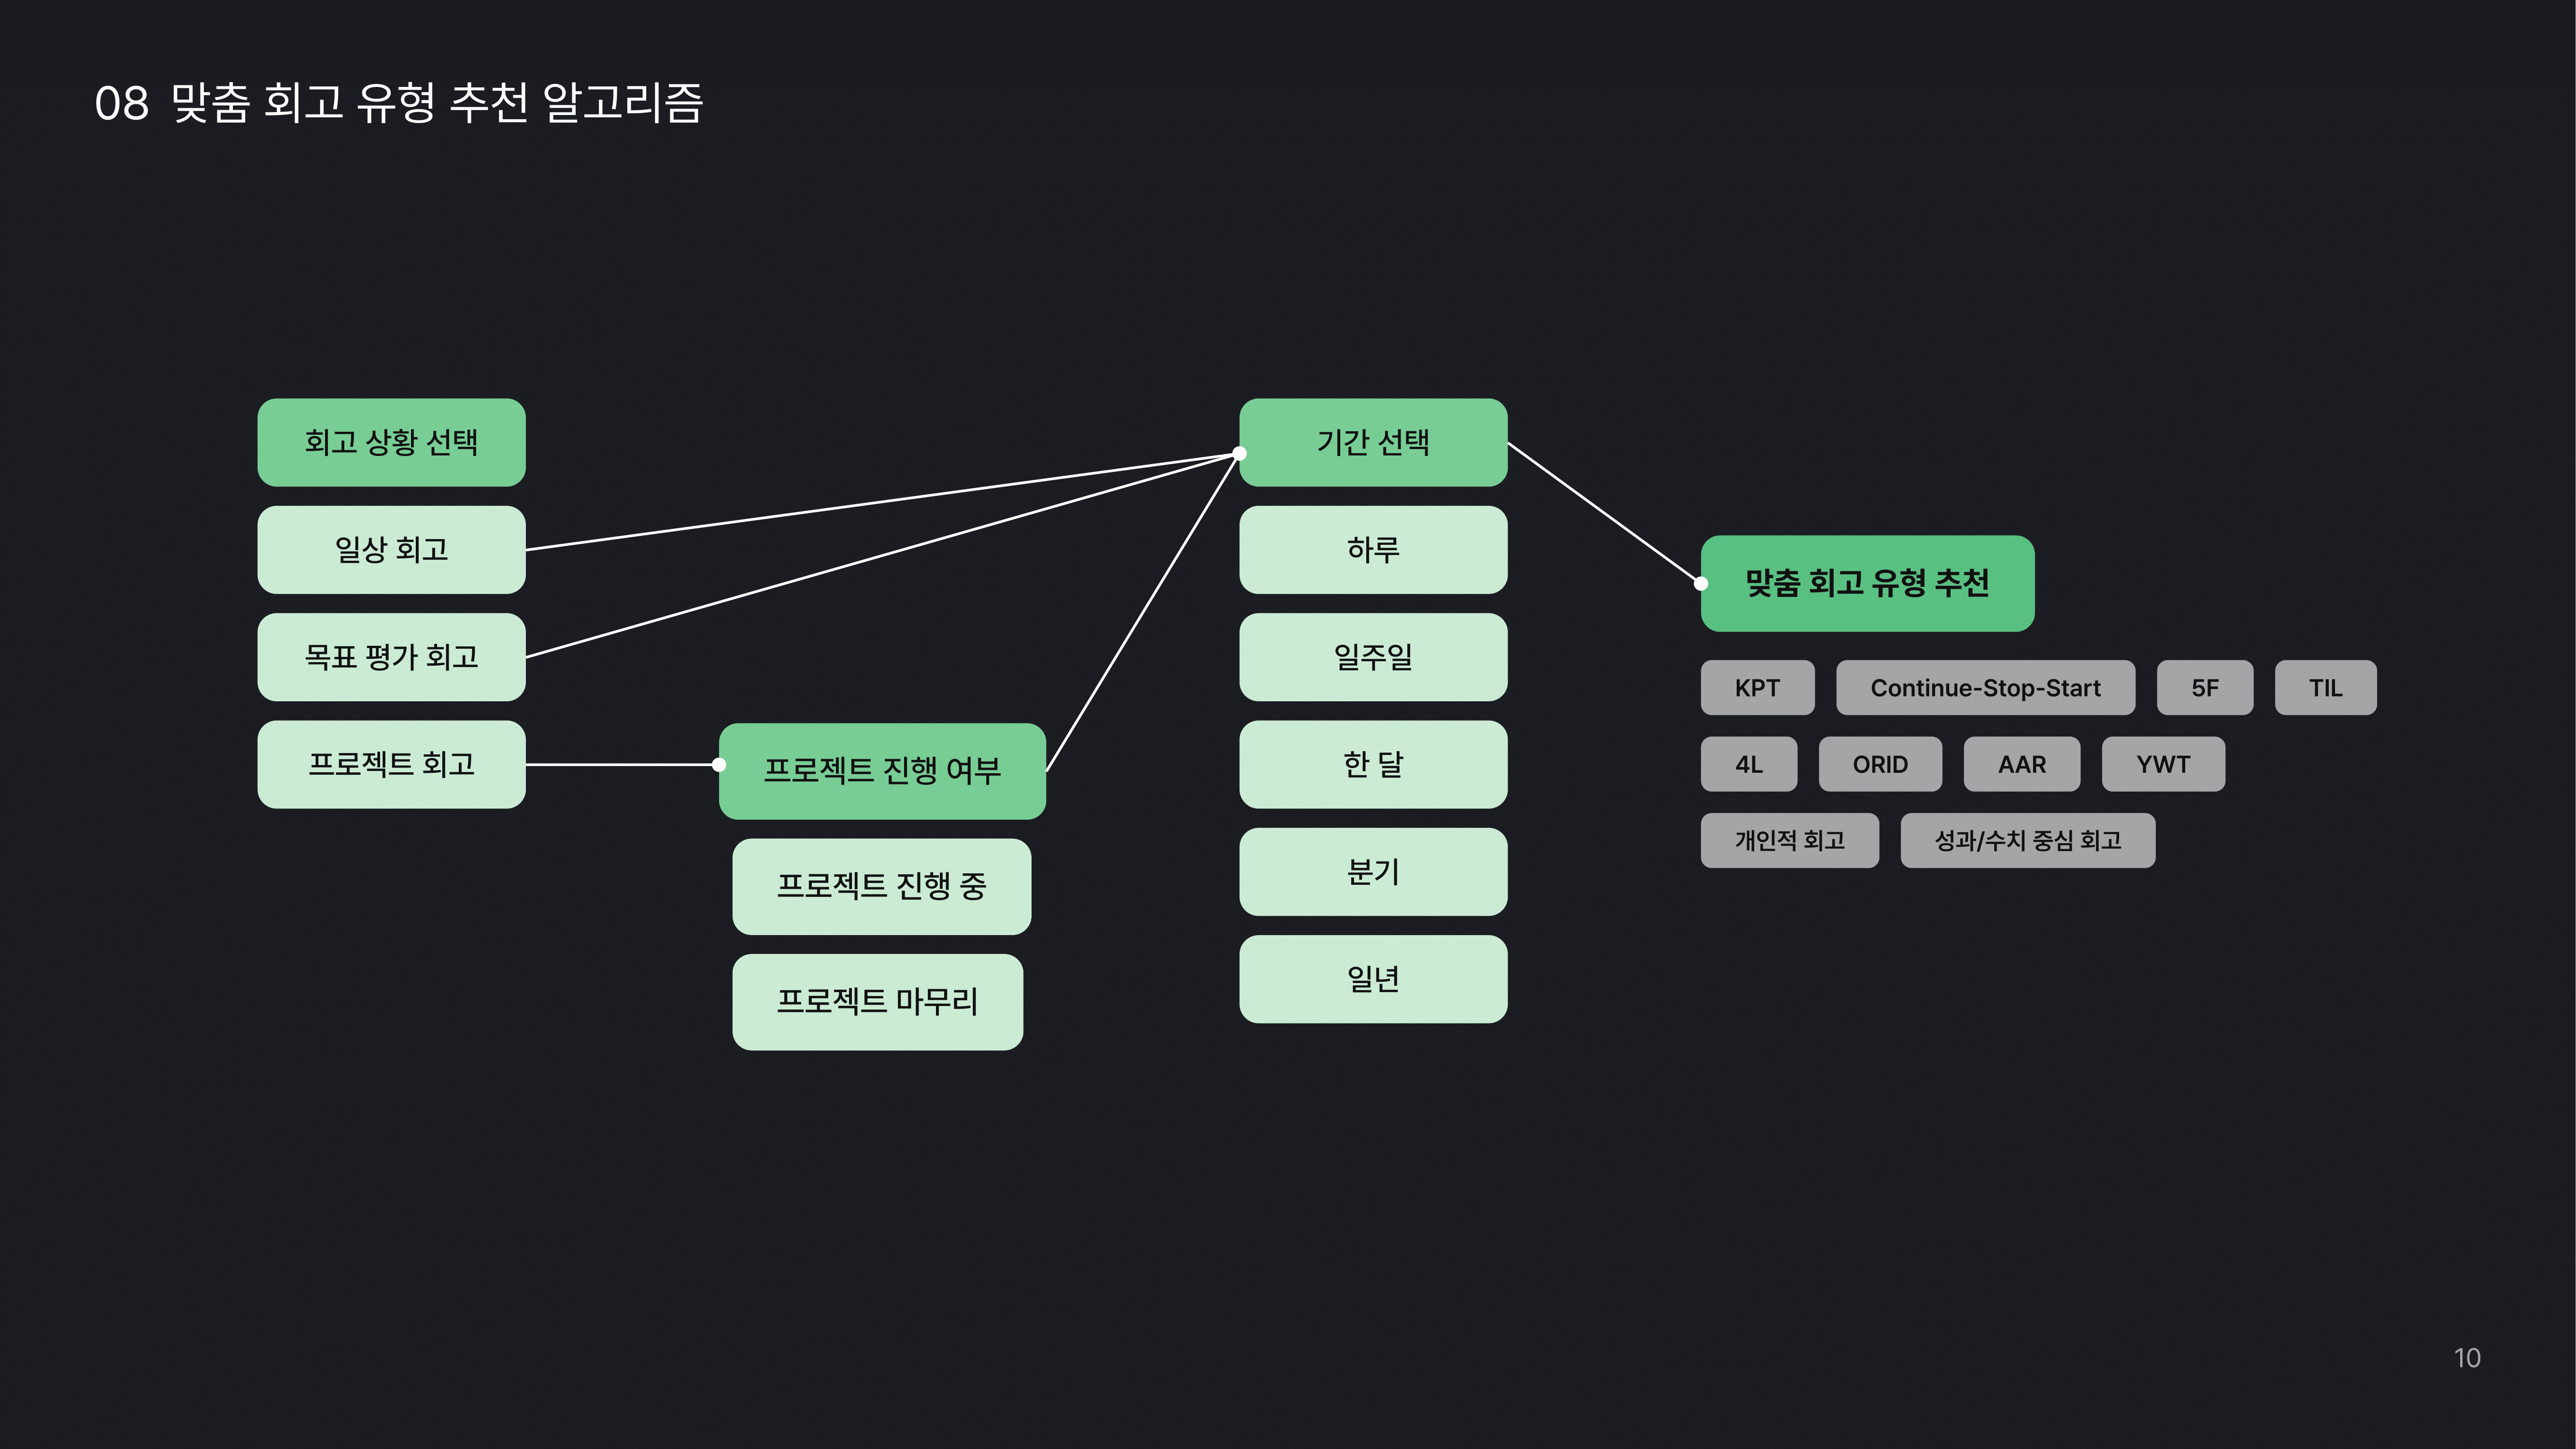 08 맞춤 회고 유형 추천 알고리즘
회고 상황 선택
일상 회고
목표 평가 회고
프로젝트 회고
프로젝트 진행 여부
프로젝트 진행 중
프로젝트 마무리
기간 선택
하루
일주일
한 달
분기
일년
맞춤 회고 유형 추천
KPT Continue-Stop-Start 5F TIL
4L ORID AAR YWT
개인적 회고 성과/수치 중심 회고
10